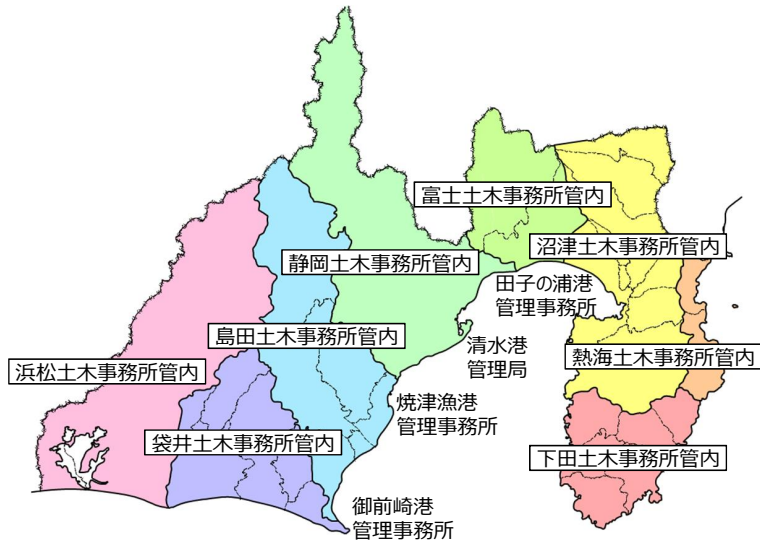 富士土木事務所管内
沼津土木事務所管内
静岡土木事務所管内
田子の浦港
管理事務所
島田土木事務所管内
清水港
管理局
熱海土木事務所管内
浜松土木事務所管内
焼津漁港
管理事務所
袋井土木事務所管内
下田土木事務所管内
御前崎港
管理事務所